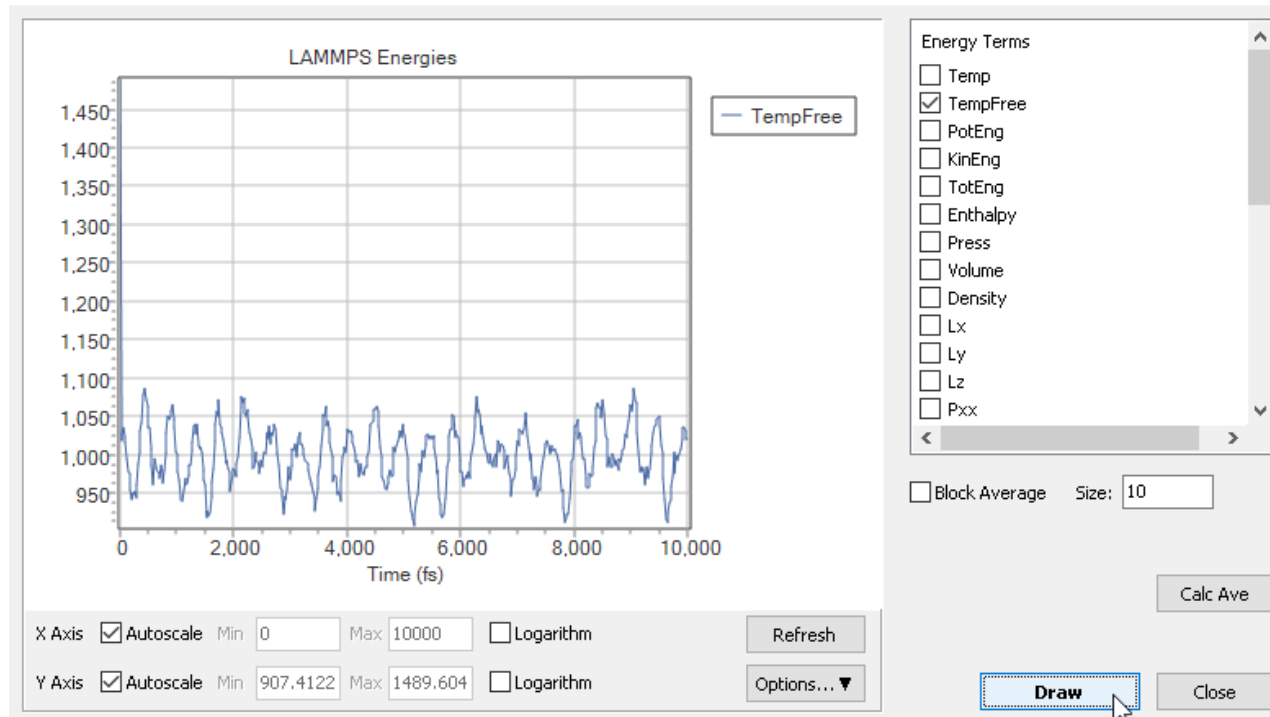 LAMMPS Energies
1,450
1,400
1,350
1,300
1,250
1,200
1,150
1,100
1,050
1,000
950
0 2,000 4,000 6,000 8,000 10,000
Time (fs)
TempFree
X Axis Autoscale Min 0 Max 10000 Logarithm Refresh
Y Axis Autoscale Min 907.4122 Max 1489.604 Logarithm Options... ▼
Energy Terms
Temp
TempFree
PotEng
KinEng
TotEng
Enthalpy
Press
Volume
Density
Lx
Ly
Lz
Pxx
Block Average Size: 10
Calc Ave
Draw Close